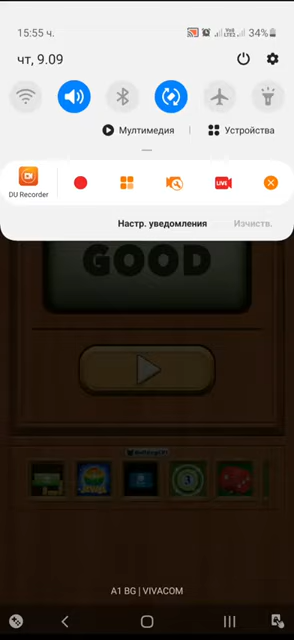 15:55 ч.
34%
чт, 9.09
Мултимедия
Устройства
DU Recorder
LIVE
Настр. уведомления
Изчиств.
GOOD
A1 BG | VIVACOM